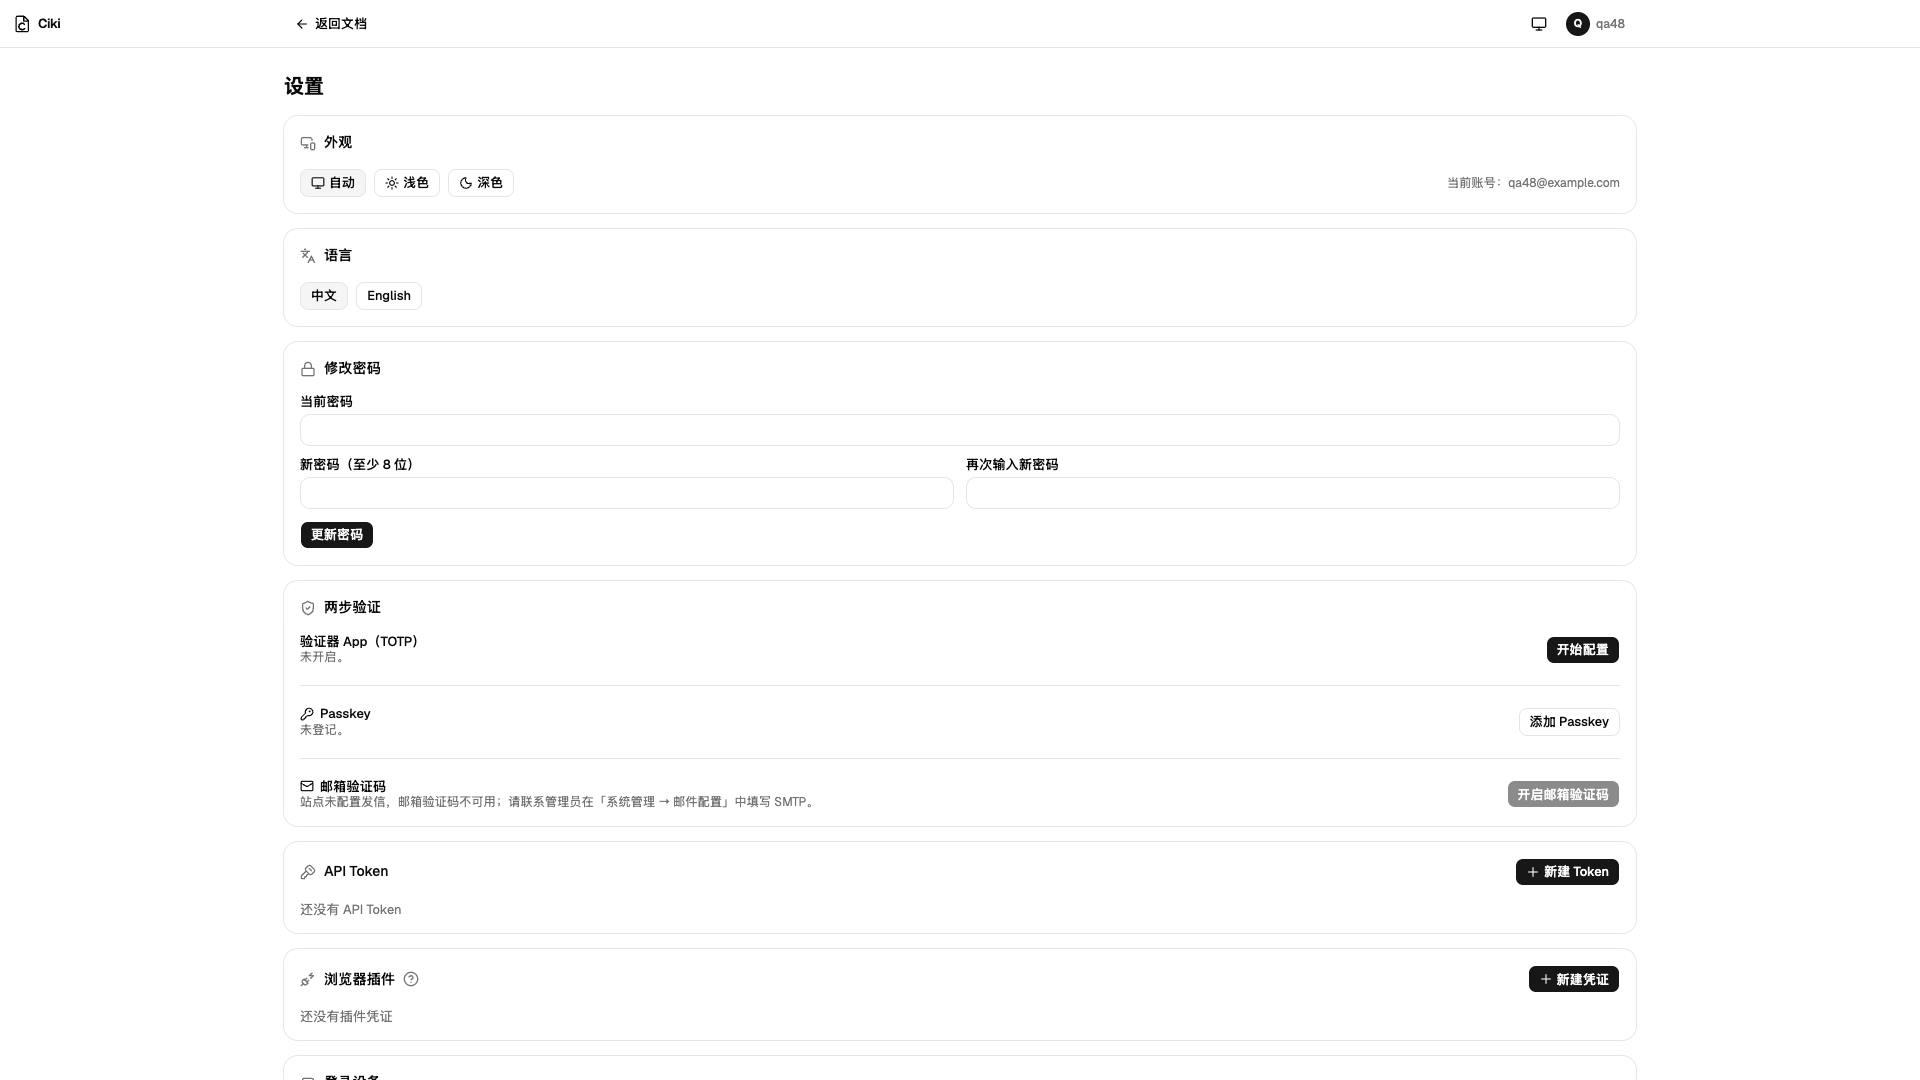 Ciki
返回文档
Q qa48
设置
外观
自动 浅色 深色
当前账号：qa48@example.com
语言
中文 English
修改密码
当前密码
新密码（至少 8 位） 再次输入新密码
更新密码
两步验证
验证器 App（TOTP）
未开启。
开始配置
Passkey
未登记。
添加 Passkey
邮箱验证码
站点未配置发信，邮箱验证码不可用；请联系管理员在「系统管理 → 邮件配置」中填写 SMTP。
开启邮箱验证码
API Token
新建 Token
还没有 API Token
浏览器插件
新建凭证
还没有插件凭证
登录设备